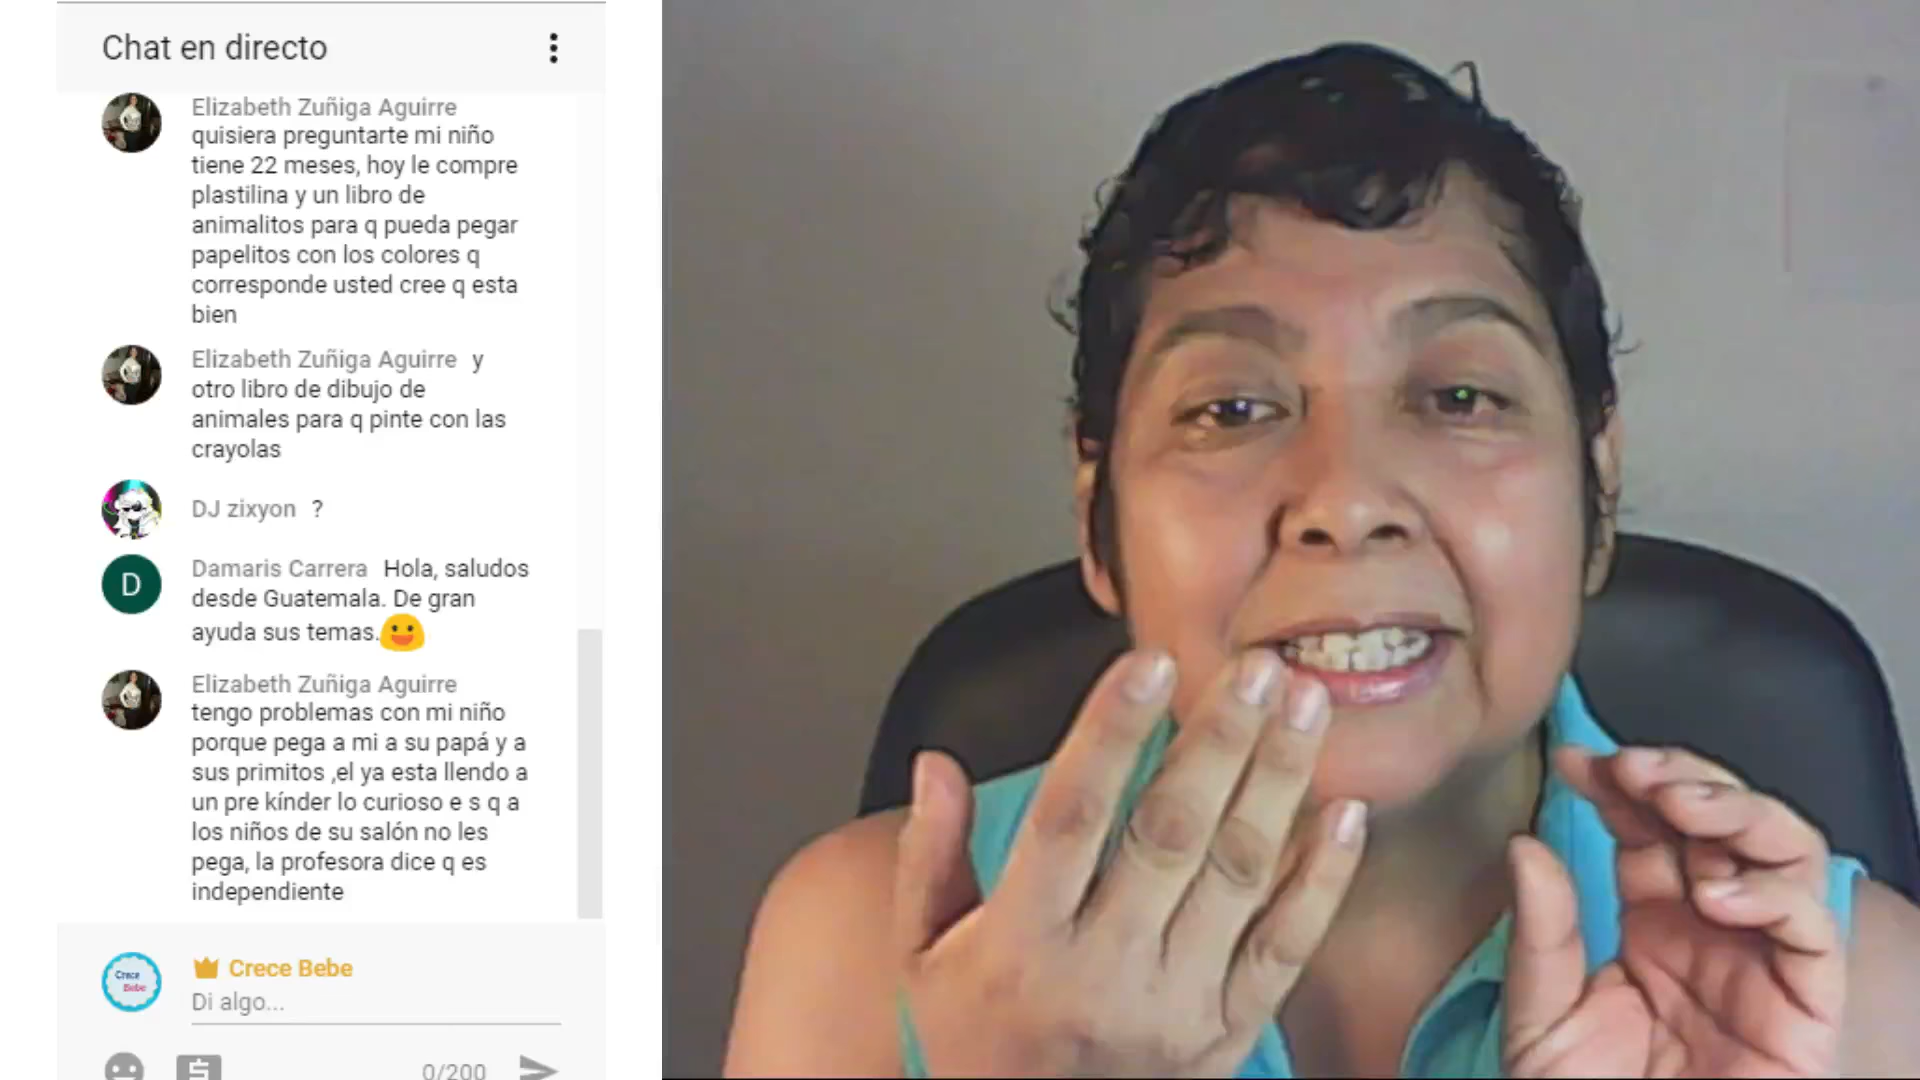 Chat en directo
Elizabeth Zuñiga Aguirre
quisiera preguntarte mi niño
tiene 22 meses, hoy le compre
plastilina y un libro de
animalitos para q pueda pegar
papelitos con los colores q
corresponde usted cree q esta
bien
Elizabeth Zuñiga Aguirre y
otro libro de dibujo de
animales para q pinte con las
crayolas
DJ zixyon ?
D
Damaris Carrera Hola, saludos
desde Guatemala. De gran
ayuda sus temas.
Elizabeth Zuñiga Aguirre
tengo problemas con mi niño
porque pega a mi a su papá y a
sus primitos ,el ya esta llendo a
un pre kínder lo curioso e s q a
los niños de su salón no les
pega, la profesora dice q es
independiente
Crece
Bebe
Crece Bebe
Di algo...
$
0/200